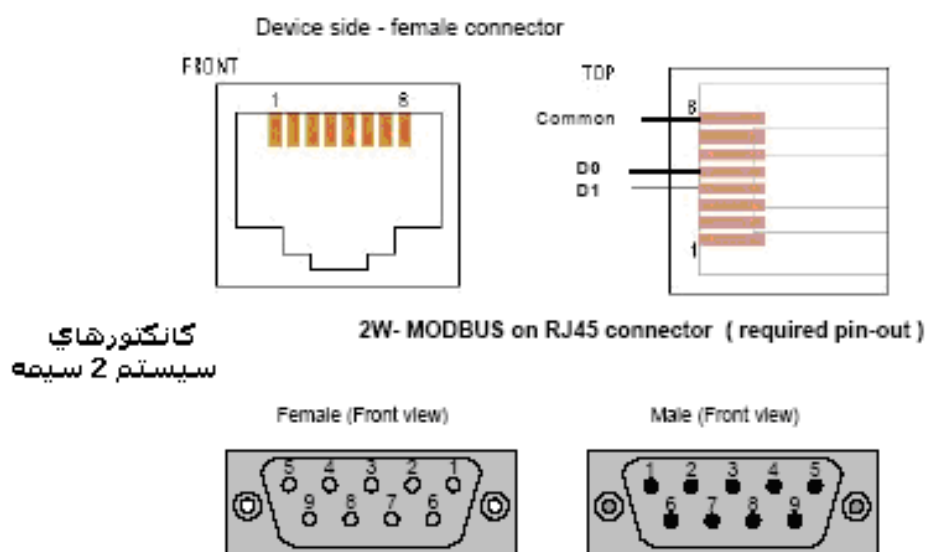 Device side - female connector
FRONT
1 8
TOP
8
Common
D0
D1
1
2W- MODBUS on RJ45 connector ( required pin-out )
كانكتورهاي
سيستم 2 سيمه
Female (Front view)
Male (Front view)
5 4 3 2 1
9 8 7 6
1 2 3 4 5
6 7 8 9